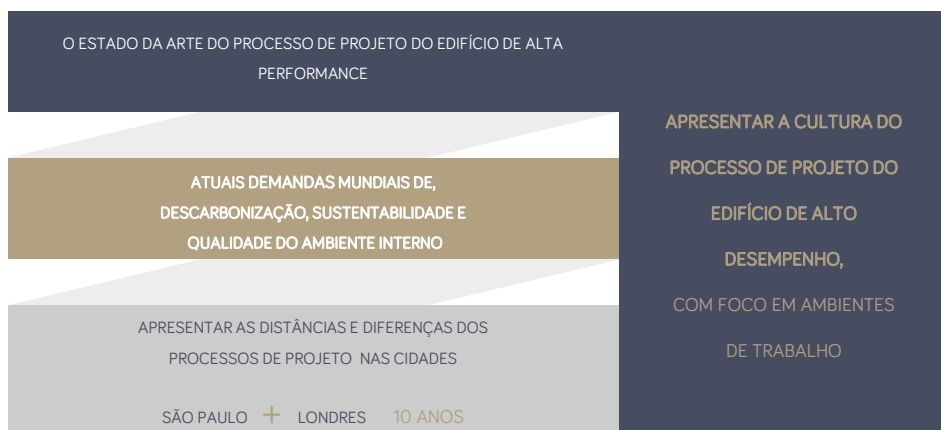 O ESTADO DA ARTE DO PROCESSO DE PROJETO DO EDIFÍCIO DE ALTA
PERFORMANCE
ATUAIS DEMANDAS MUNDIAIS DE,
DESCARBONIZAÇÃO, SUSTENTABILIDADE E
QUALIDADE DO AMBIENTE INTERNO
APRESENTAR AS DISTÂNCIAS E DIFERENÇAS DOS
PROCESSOS DE PROJETO NAS CIDADES
SÃO PAULO + LONDRES 10 ANOS
APRESENTAR A CULTURA DO
PROCESSO DE PROJETO DO
EDIFÍCIO DE ALTO
DESEMPENHO,
COM FOCO EM AMBIENTES
DE TRABALHO